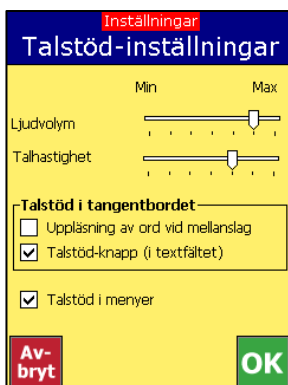 Inställningar
Talstöd-inställningar
Min Max
Ljudvolym
Talhastighet
Talstöd i tangentbordet
Uppläsning av ord vid mellanslag
Talstöd-knapp (i textfältet)
Talstöd i menyer
Av-
bryt
OK